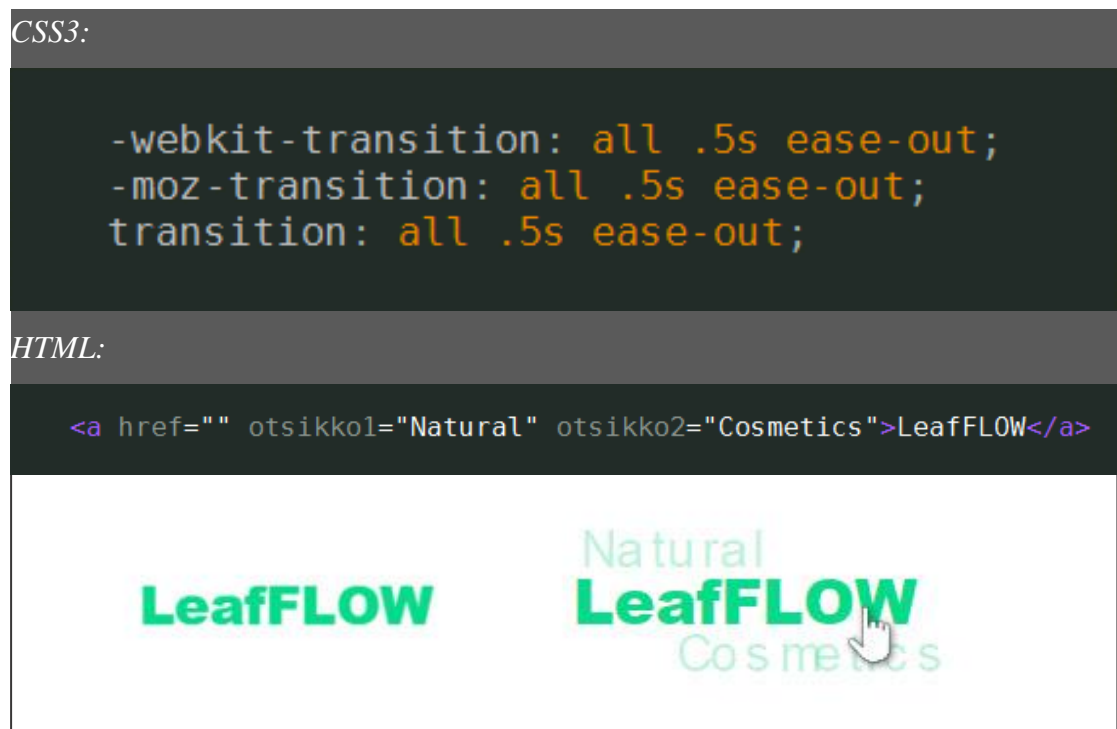 CSS3:
-webkit-transition: all .5s ease-out;
-moz-transition: all .5s ease-out;
transition: all .5s ease-out;
HTML:
<a href="" otsikko1="Natural" otsikko2="Cosmetics">LeafFLOW</a>
LeafFLOW
Natural
LeafFLOW
Cosmetics